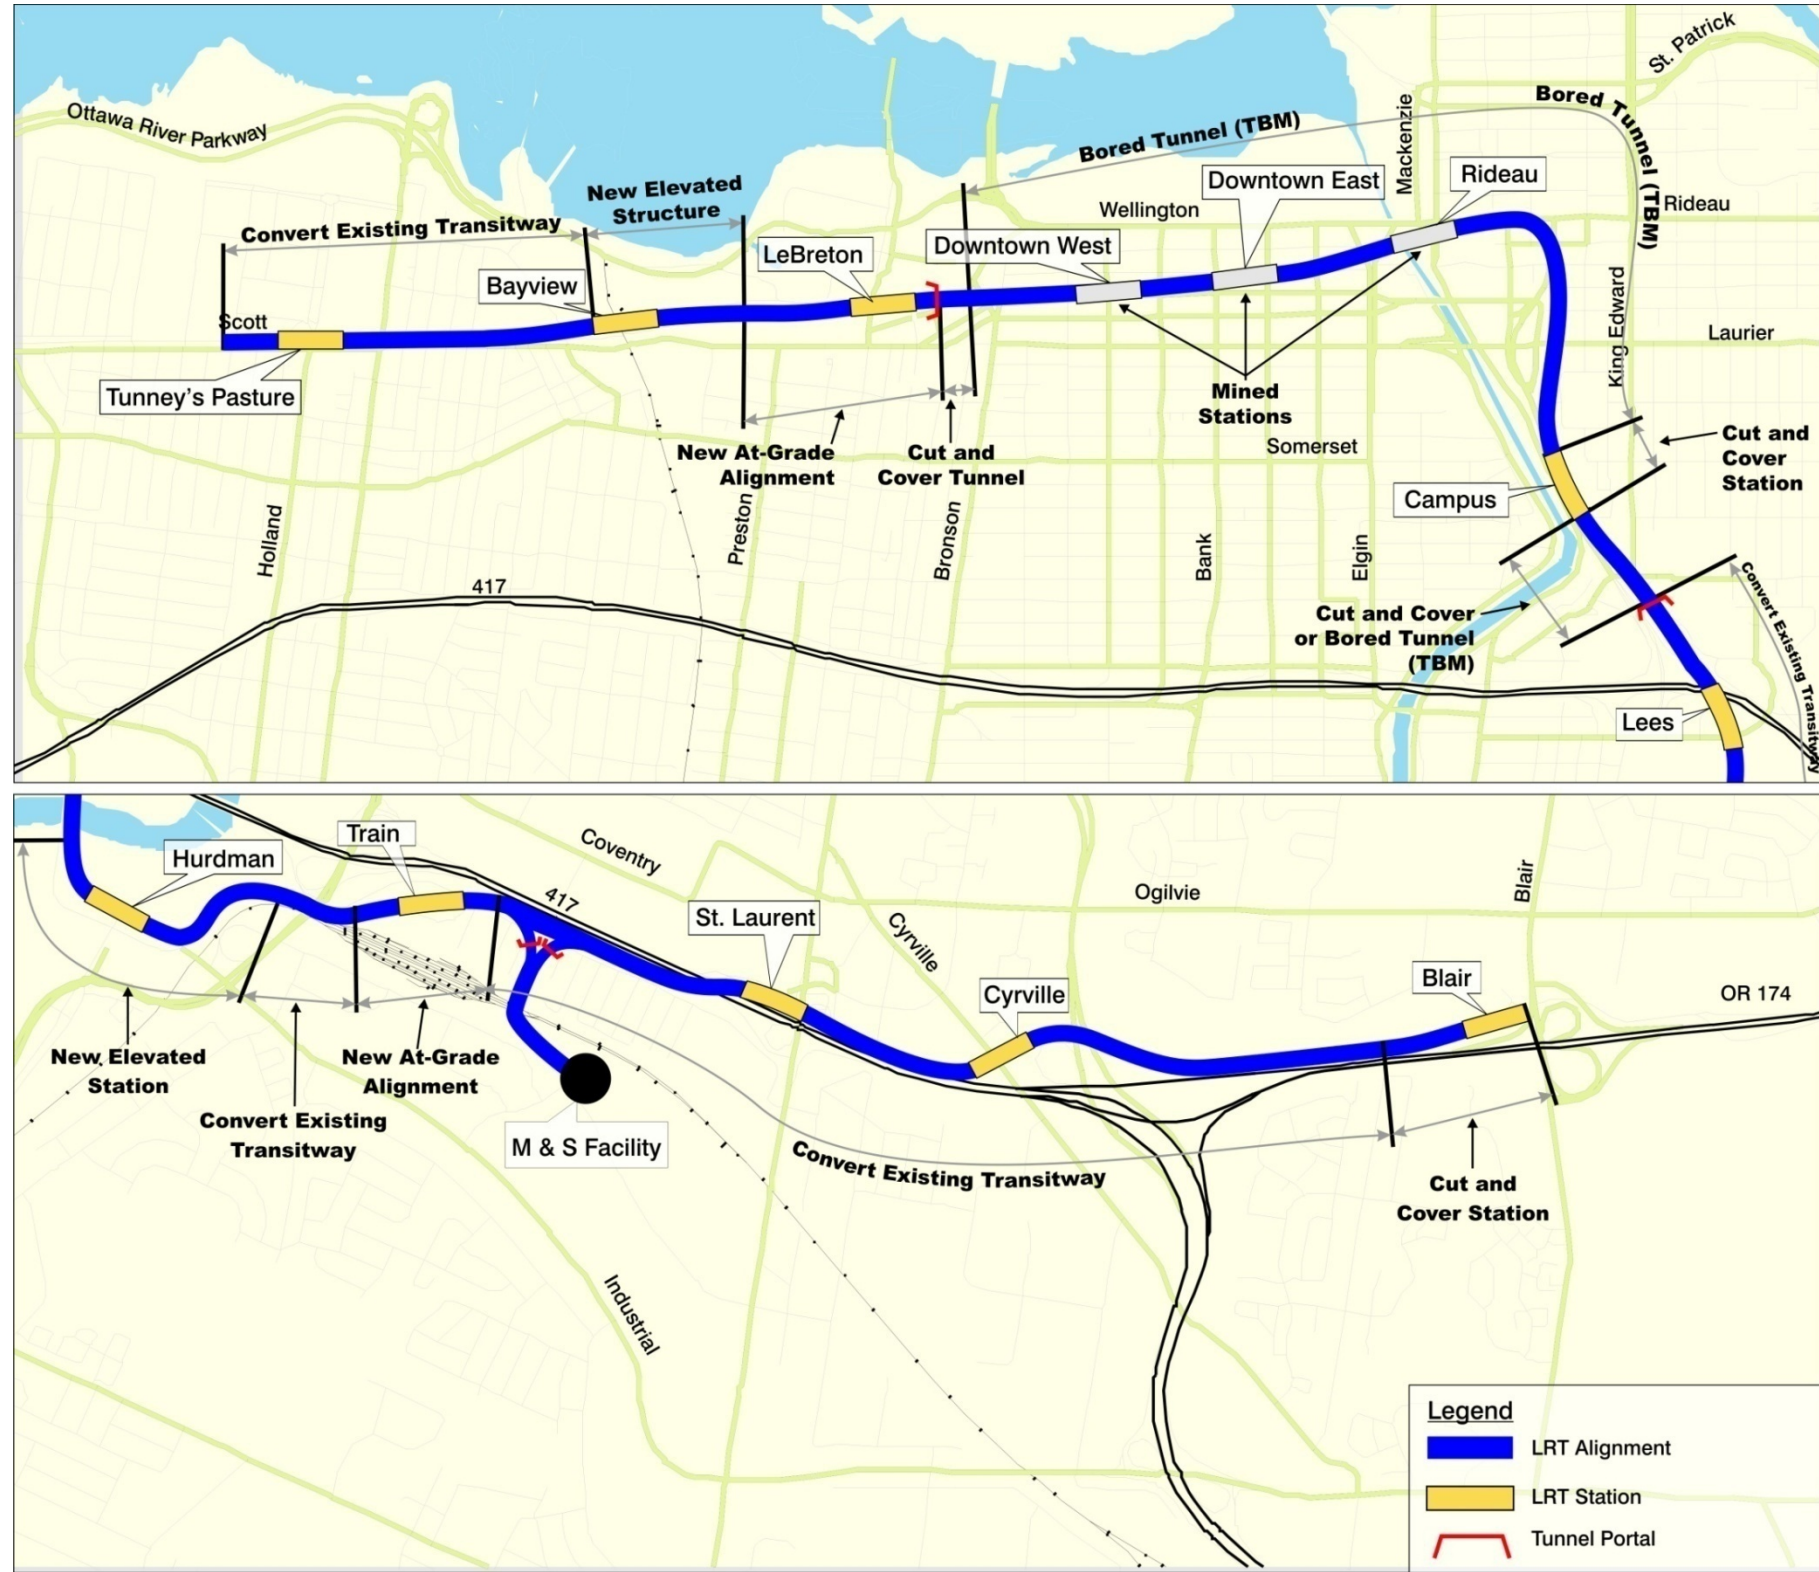 St. Patrick
Ottawa River Parkway
Bored Tunnel (TBM)
Bored Tunnel (TBM)
Mackenzie
New Elevated
Structure
Convert Existing Transitway
Downtown East
Rideau
Rideau
Wellington
LeBreton
Downtown West
Bayview
Scott
Tunney's Pasture
King Edward
Laurier
Mined
Stations
New At-Grade
Alignment
Cut and
Cover Tunnel
Somerset
Cut and
Cover
Station
Campus
Holland
Preston
Bronson
Bank
Elgin
417
Cut and Cover
or Bored Tunnel
(TBM)
Convert Existing Transitway
Lees
Train
Hurdman
Coventry
417
St. Laurent
Ogilvie
Blair
Cyrville
Cyrville
Blair
OR 174
New Elevated
Station
New At-Grade
Alignment
Convert Existing
Transitway
M & S Facility
Convert Existing Transitway
Cut and
Cover Station
Industrial
Legend
LRT Alignment
LRT Station
Tunnel Portal